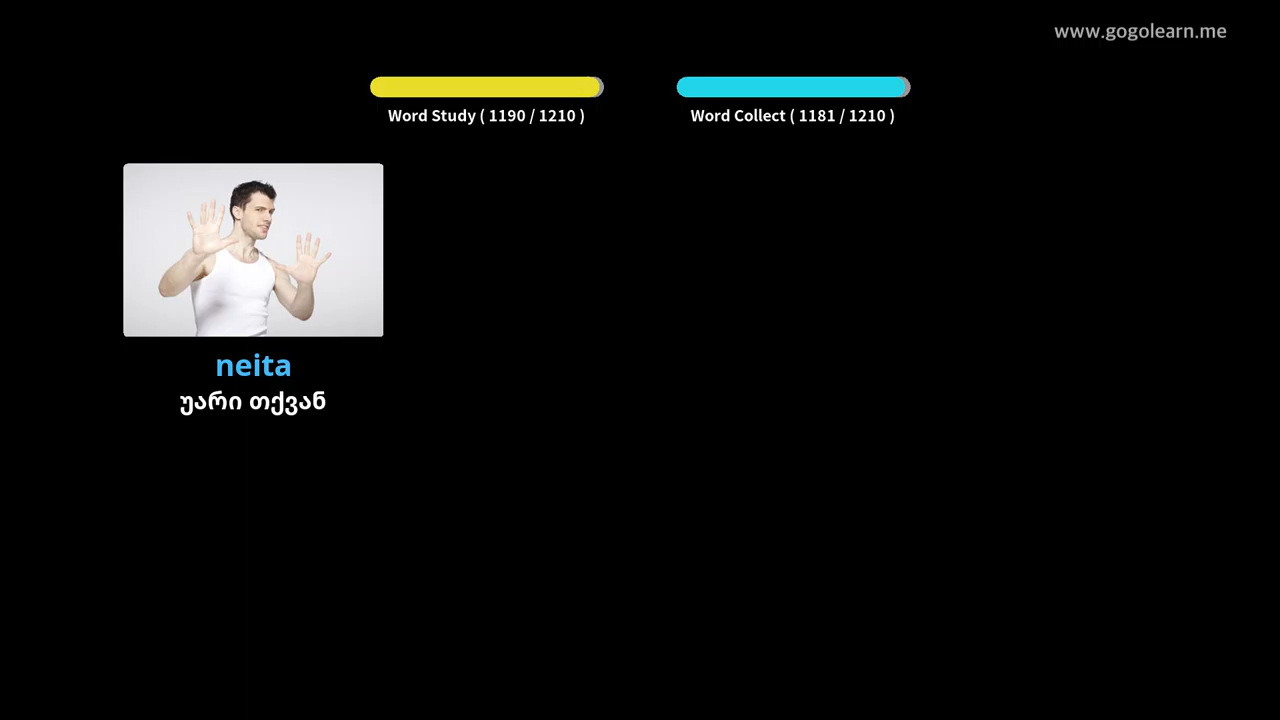 www.gogolearn.me
Word Study ( 1190 / 1210 )
Word Collect ( 1181 / 1210 )
neita
უარი თქვან